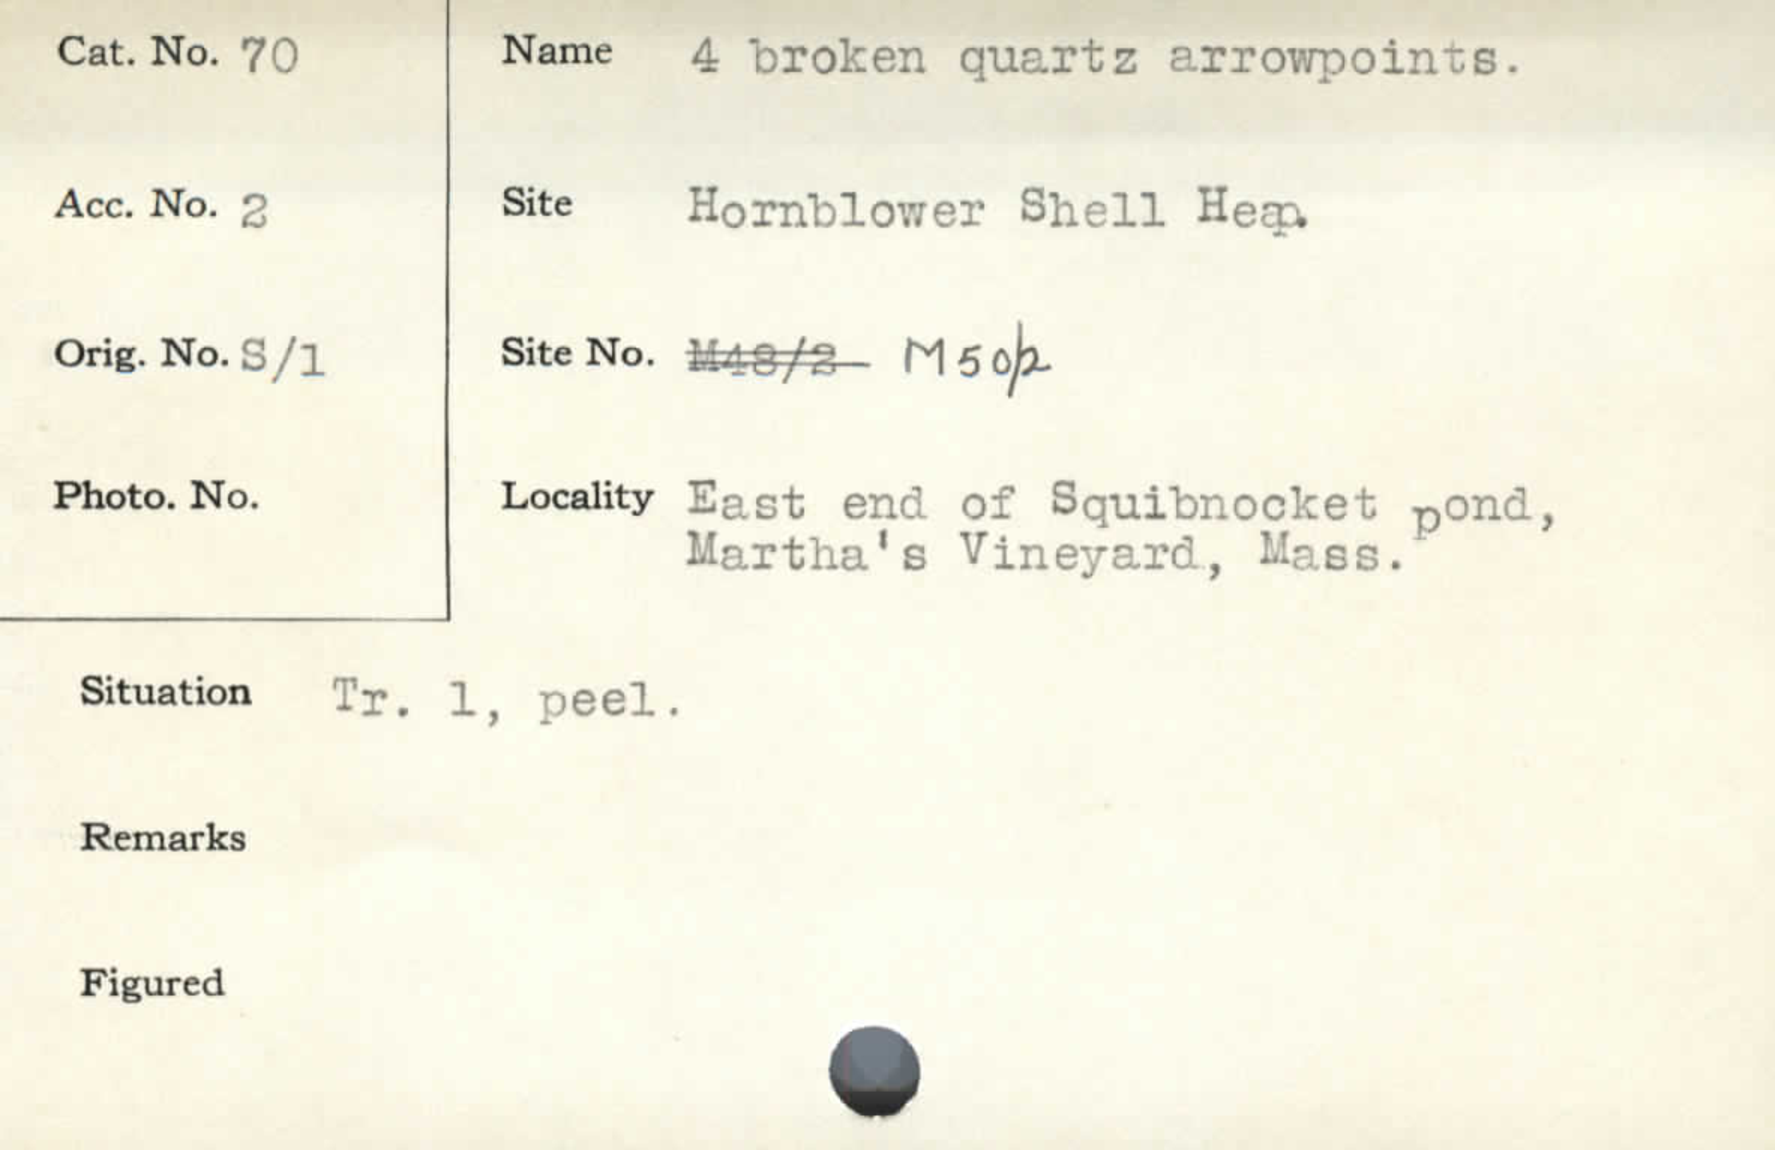 Cat. No. 70
Name 4 broken quartz arrowpoints.
Acc. No. 2
Site Hornblower Shell Heap.
Orig. No. S/1
Site No. M48/2 M50/2
Photo. No.
Locality East end of Squibnocket pond,
Martha's Vineyard, Mass.
Situation Tr. 1, peel.
Remarks
Figured